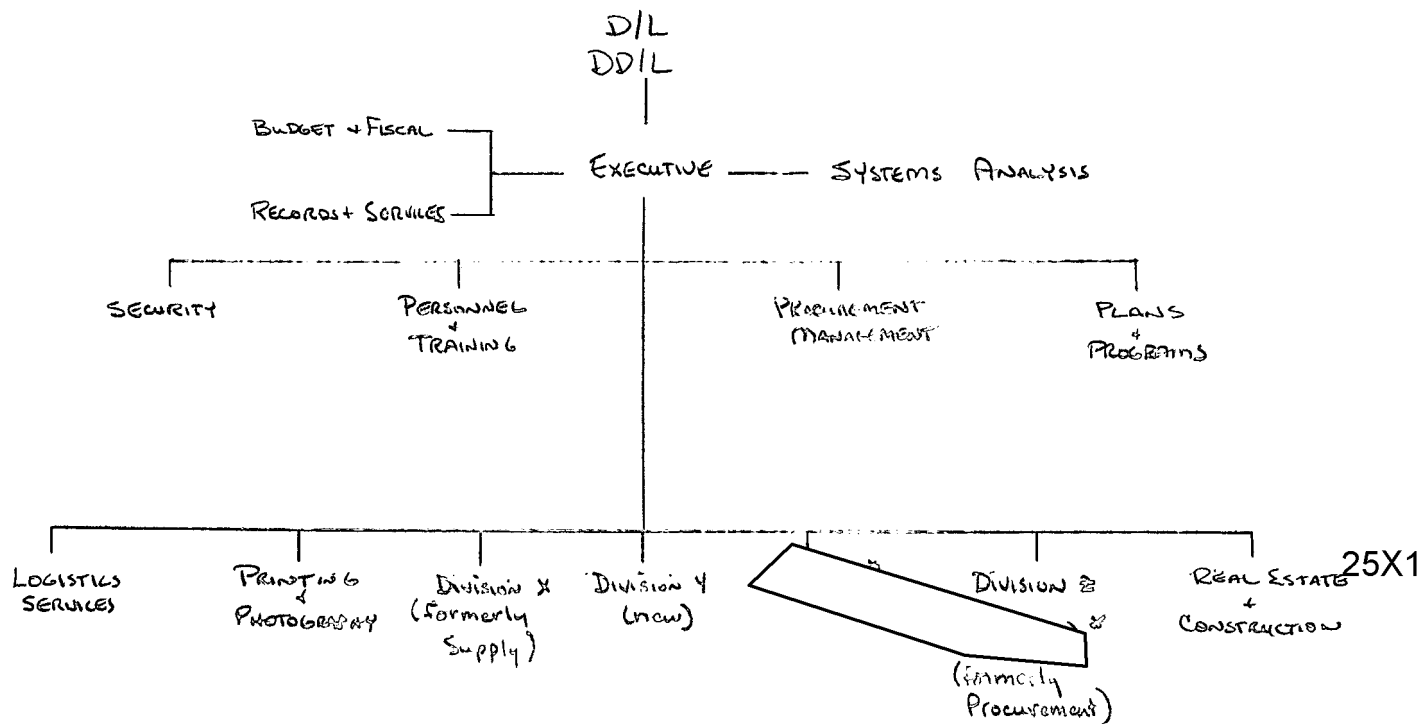 D/L
DD/L
BUDGET + FISCAL
EXECUTIVE
SYSTEMS ANALYSIS
RECORDS + SERVICES
SECURITY
PERSONNEL
+
TRAINING
PROCUREMENT
MANAGEMENT
PLANS
+
PROGRAMS
LOGISTICS
SERVICES
PRINTING
+
PHOTOGRAPHY
DIVISION X
(formerly
Supply)
DIVISION Y
(new)
DIVISION Z
(formerly
Procurement)
REAL ESTATE
+
CONSTRUCTION
25X1